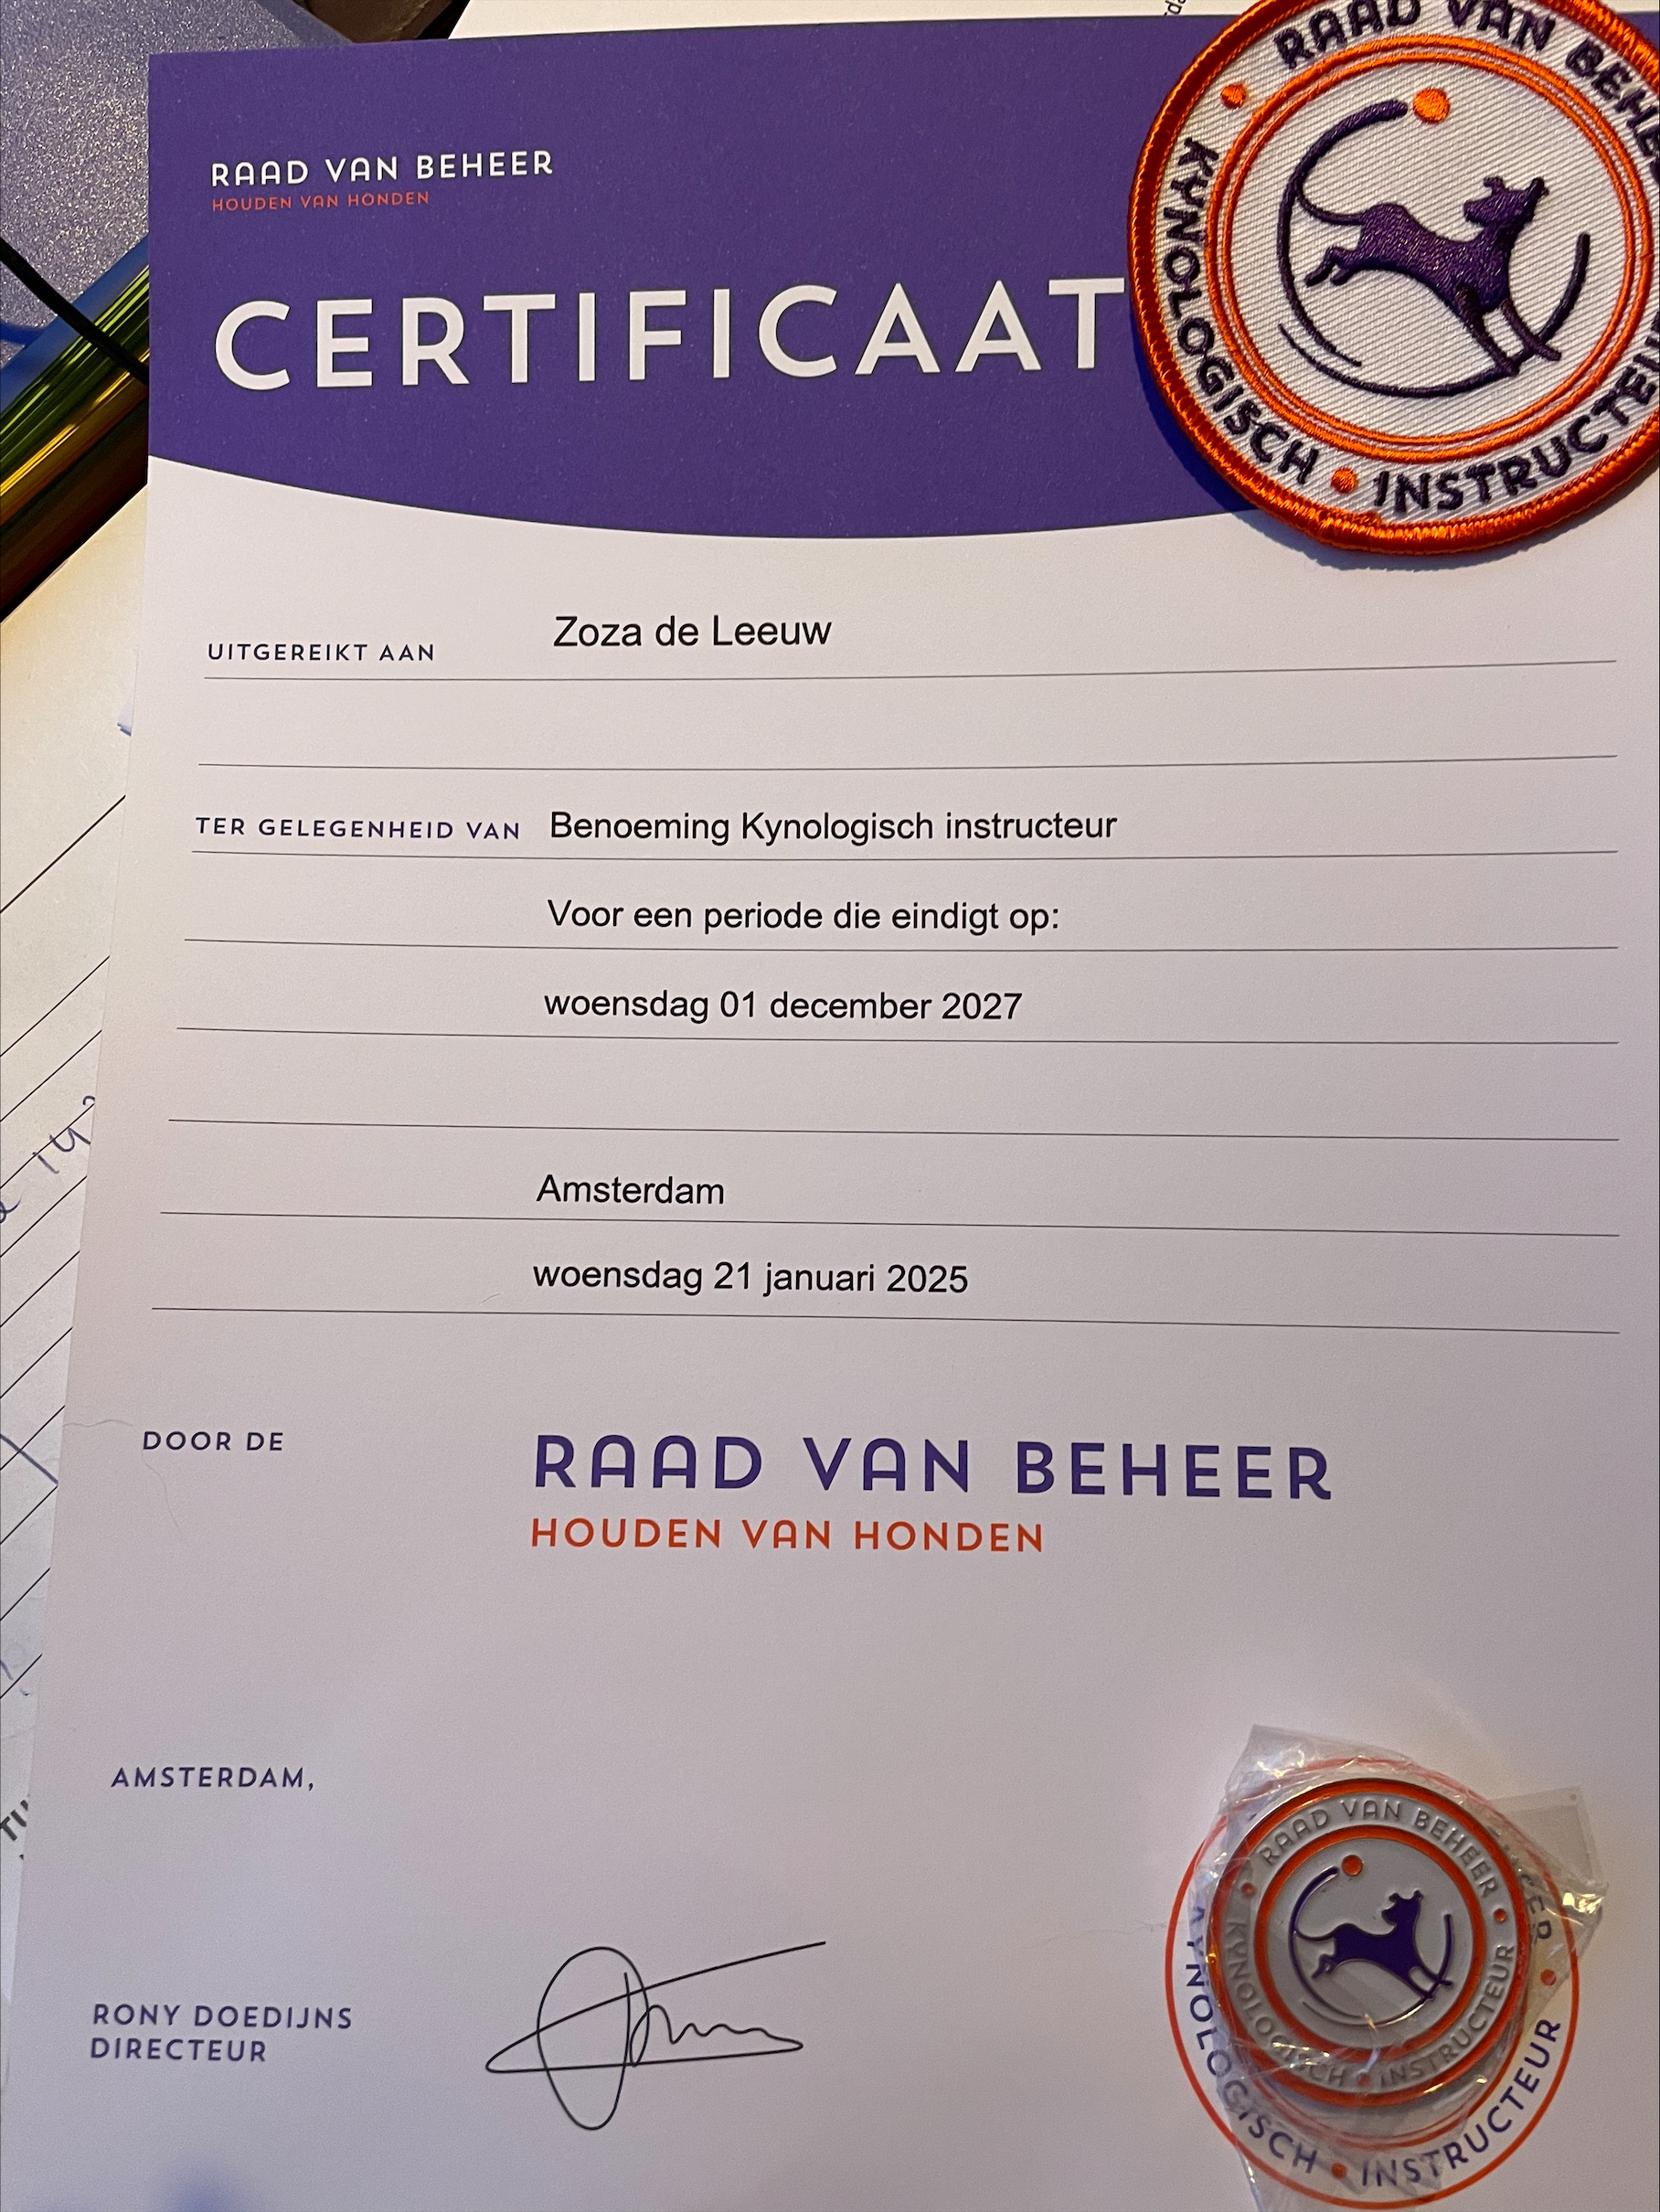 RAAD VAN BEHEER
HOUDEN VAN HONDEN
CERTIFICAAT
RAAD VAN
KYNOLOGISCH • INSTRUCTEU
UITGEREIKT AAN Zoza de Leeuw
TER GELEGENHEID VAN Benoeming Kynologisch instructeur
Voor een periode die eindigt op:
woensdag 01 december 2027
Amsterdam
woensdag 21 januari 2025
DOOR DE RAAD VAN BEHEER
HOUDEN VAN HONDEN
AMSTERDAM,
RONY DOEDIJNS
DIRECTEUR
RAAD VAN BEHEER • KYNOLOGISCH • INSTRUCTEUR
KYNOLOGISCH • INSTRUCTEUR